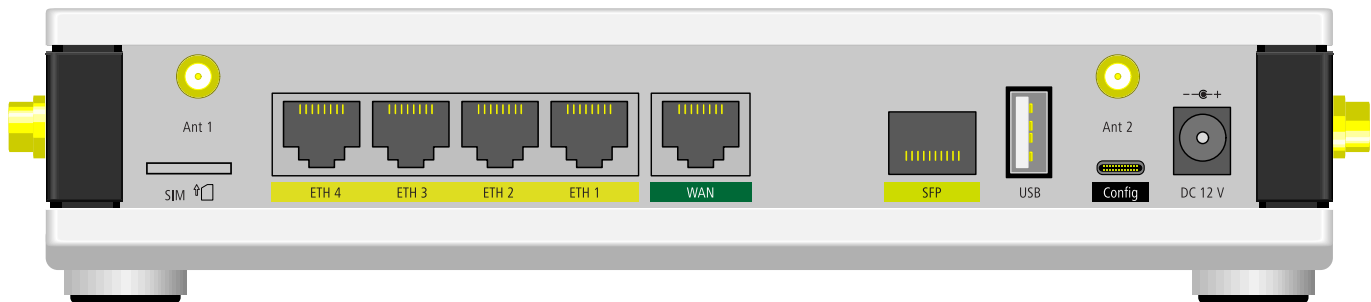 Ant 1
SIM
ETH 4
ETH 3
ETH 2
ETH 1
WAN
SFP
USB
Ant 2
Config
DC 12 V